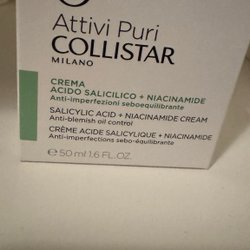 Attivi Puri
COLLISTAR
MILANO
CREMA
ACIDO SALICILICO + NIACINAMIDE
Anti-imperfezioni seboequilibrante
SALICYLIC ACID + NIACINAMIDE CREAM
Anti-blemish oil control
CRÈME ACIDE SALICYLIQUE + NIACINAMIDE
Anti-imperfections sébo-équilibrante
e 50 ml 1.6 FL.OZ.